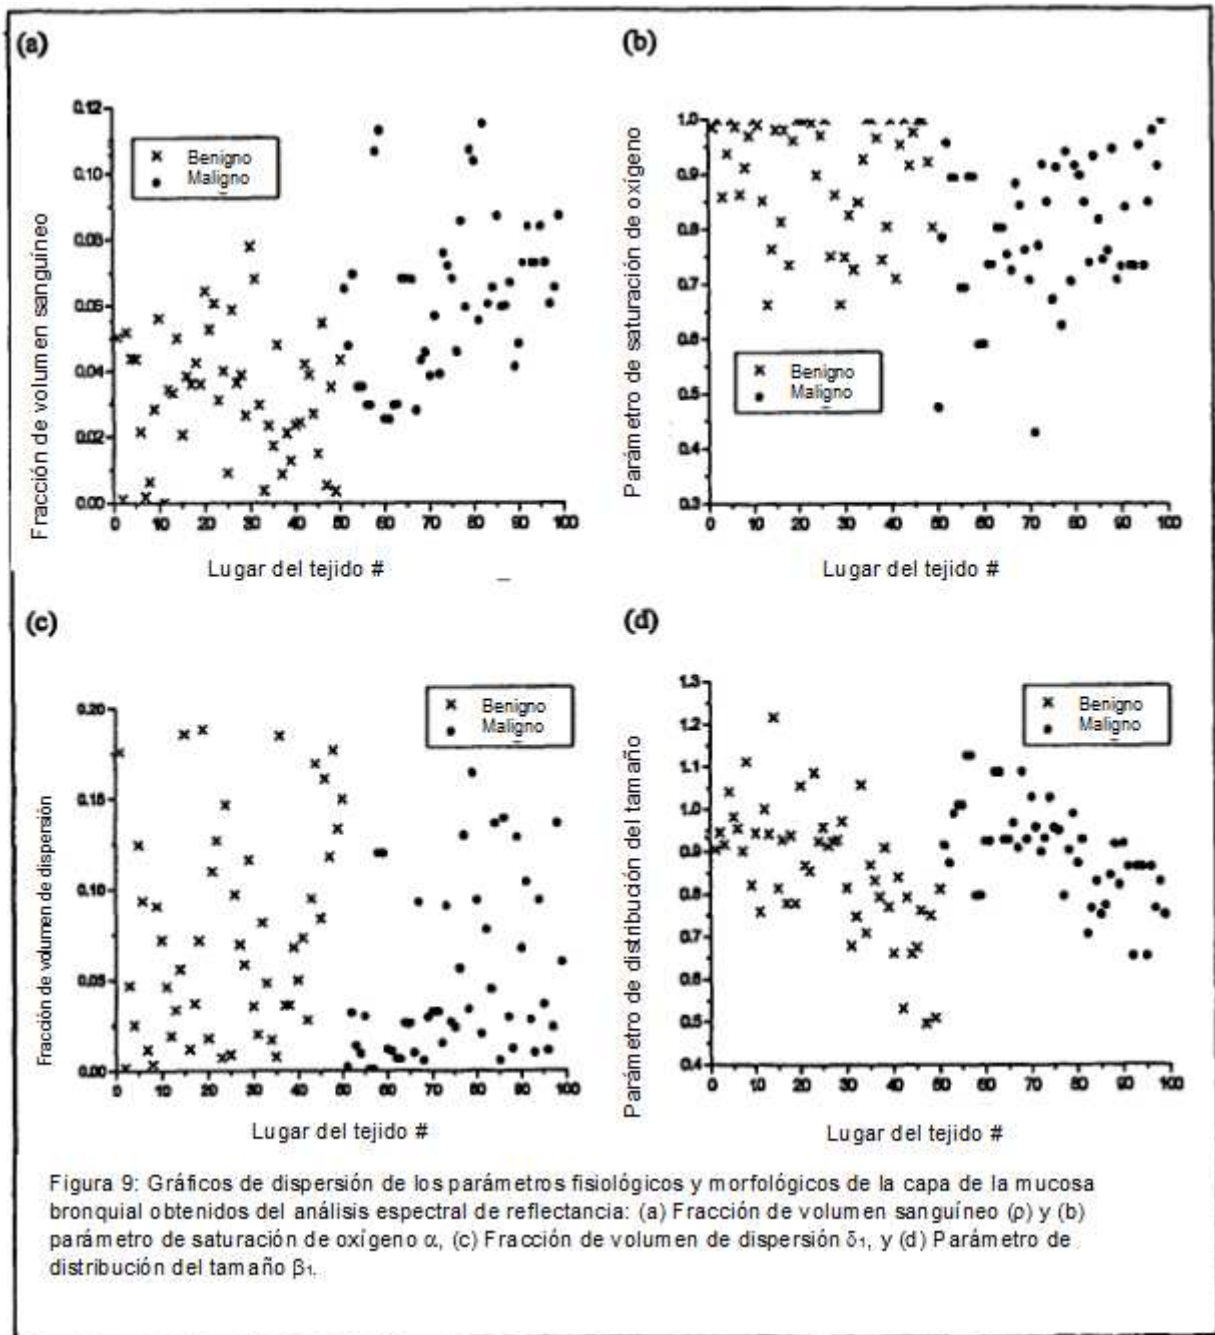 (a)
0.12
0.10
0.08
0.06
0.04
0.02
0.00
Benigno
Maligno
0 10 20 30 40 50 60 70 80 90 100
Fracción de volumen sanguíneo
Lugar del tejido #
(b)
1.0
0.9
0.8
0.7
0.6
0.5
0.4
0.3
Benigno
Maligno
0 10 20 30 40 50 60 70 80 90 100
Parámetro de saturación de oxígeno
Lugar del tejido #
(c)
0.20
0.15
0.10
0.05
0.00
Benigno
Maligno
0 10 20 30 40 50 60 70 80 90 100
Fracción de volumen de dispersión
Lugar del tejido #
(d)
1.3
1.2
1.1
1.0
0.9
0.8
0.7
0.6
0.5
0.4
Benigno
Maligno
0 10 20 30 40 50 60 70 80 90 100
Parámetro de distribución del tamaño
Lugar del tejido #
Figura 9: Gráficos de dispersión de los parámetros fisiológicos y morfológicos de la capa de la mucosa
bronquial obtenidos del análisis espectral de reflectancia: (a) Fracción de volumen sanguíneo (ρ) y (b)
parámetro de saturación de oxígeno α, (c) Fracción de volumen de dispersión δ₁, y (d) Parámetro de
distribución del tamaño β₁.